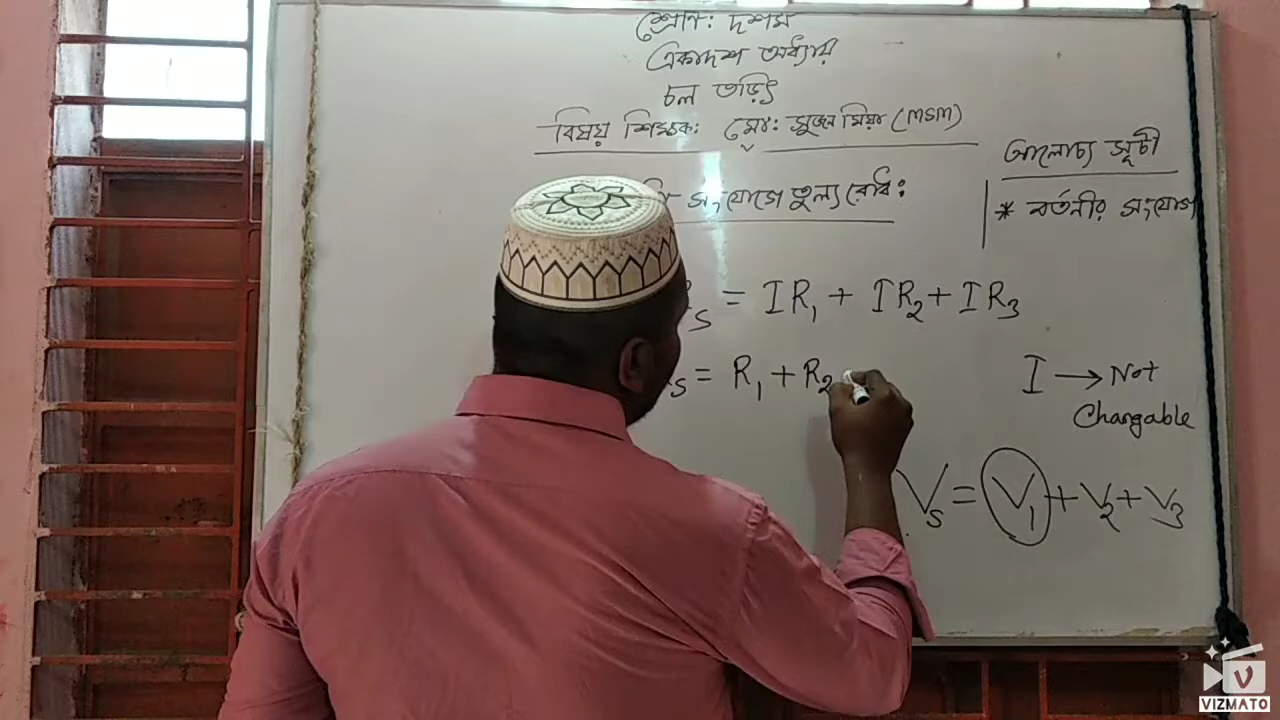 শ্রেণি: দশম
একাদশ অধ্যায়
চল তড়িৎ
বিষয় শিক্ষক: মোঃ সুজন মিয়া (MSM)
আলোচ্য সূচী
সংযোগে তুল্য রোধ:
* বর্তনীর সংযোগ
S = IR₁ + IR₂ + IR₃
S = R₁ + R₂
I → Not
Changable
Vₛ = V₁ + V₂ + V₃
VIZMATO